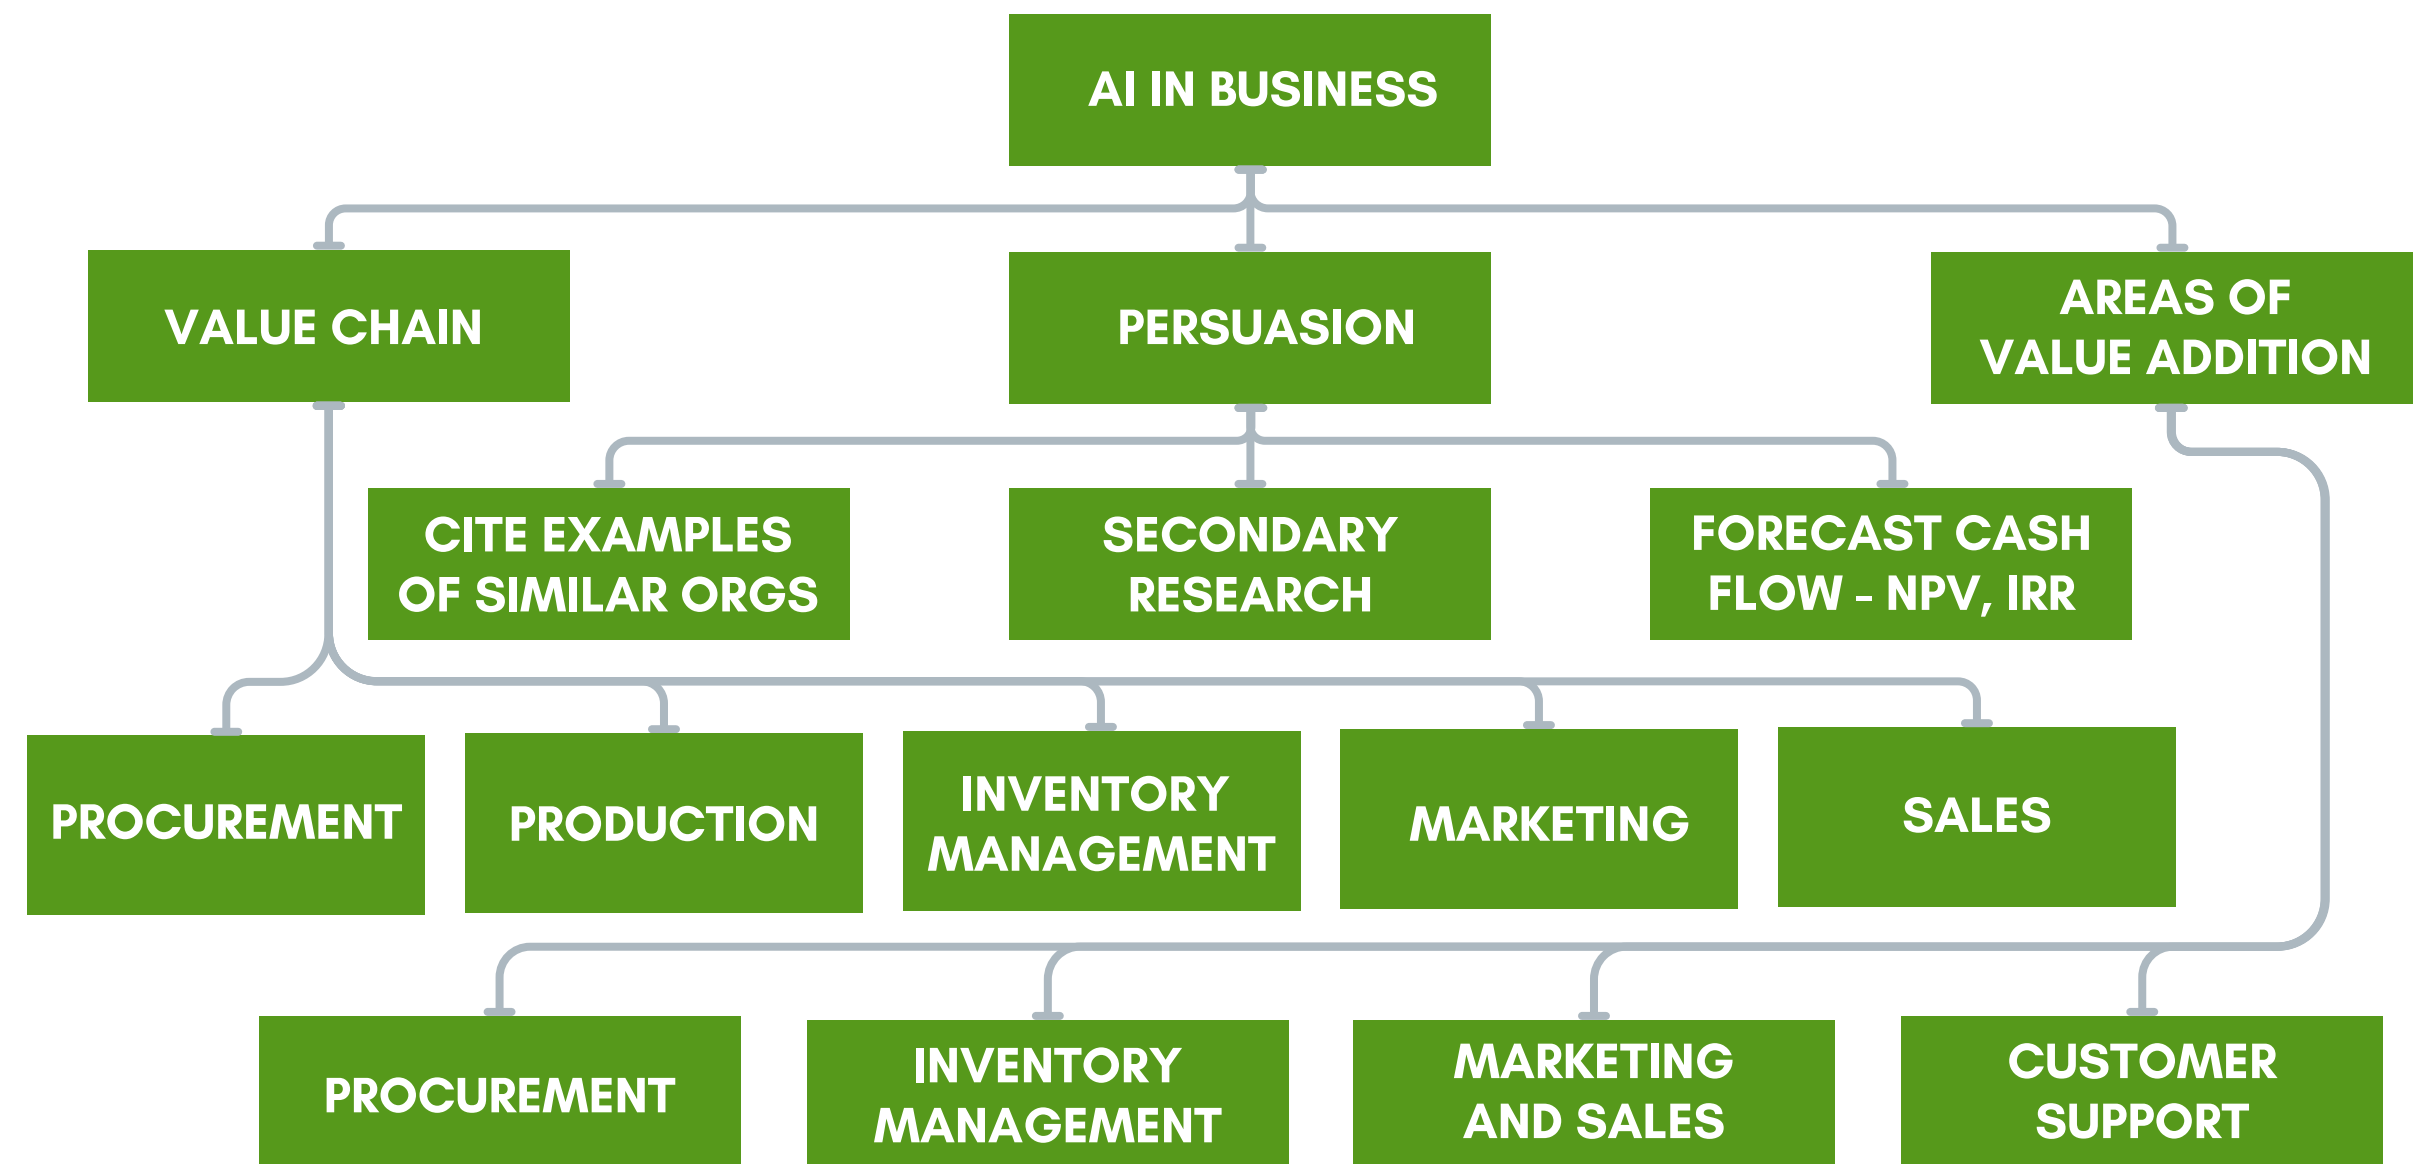 AI IN BUSINESS
VALUE CHAIN
PERSUASION
AREAS OF
VALUE ADDITION
CITE EXAMPLES
OF SIMILAR ORGS
SECONDARY
RESEARCH
FORECAST CASH
FLOW - NPV, IRR
PROCUREMENT
PRODUCTION
INVENTORY
MANAGEMENT
MARKETING
SALES
PROCUREMENT
INVENTORY
MANAGEMENT
MARKETING
AND SALES
CUSTOMER
SUPPORT